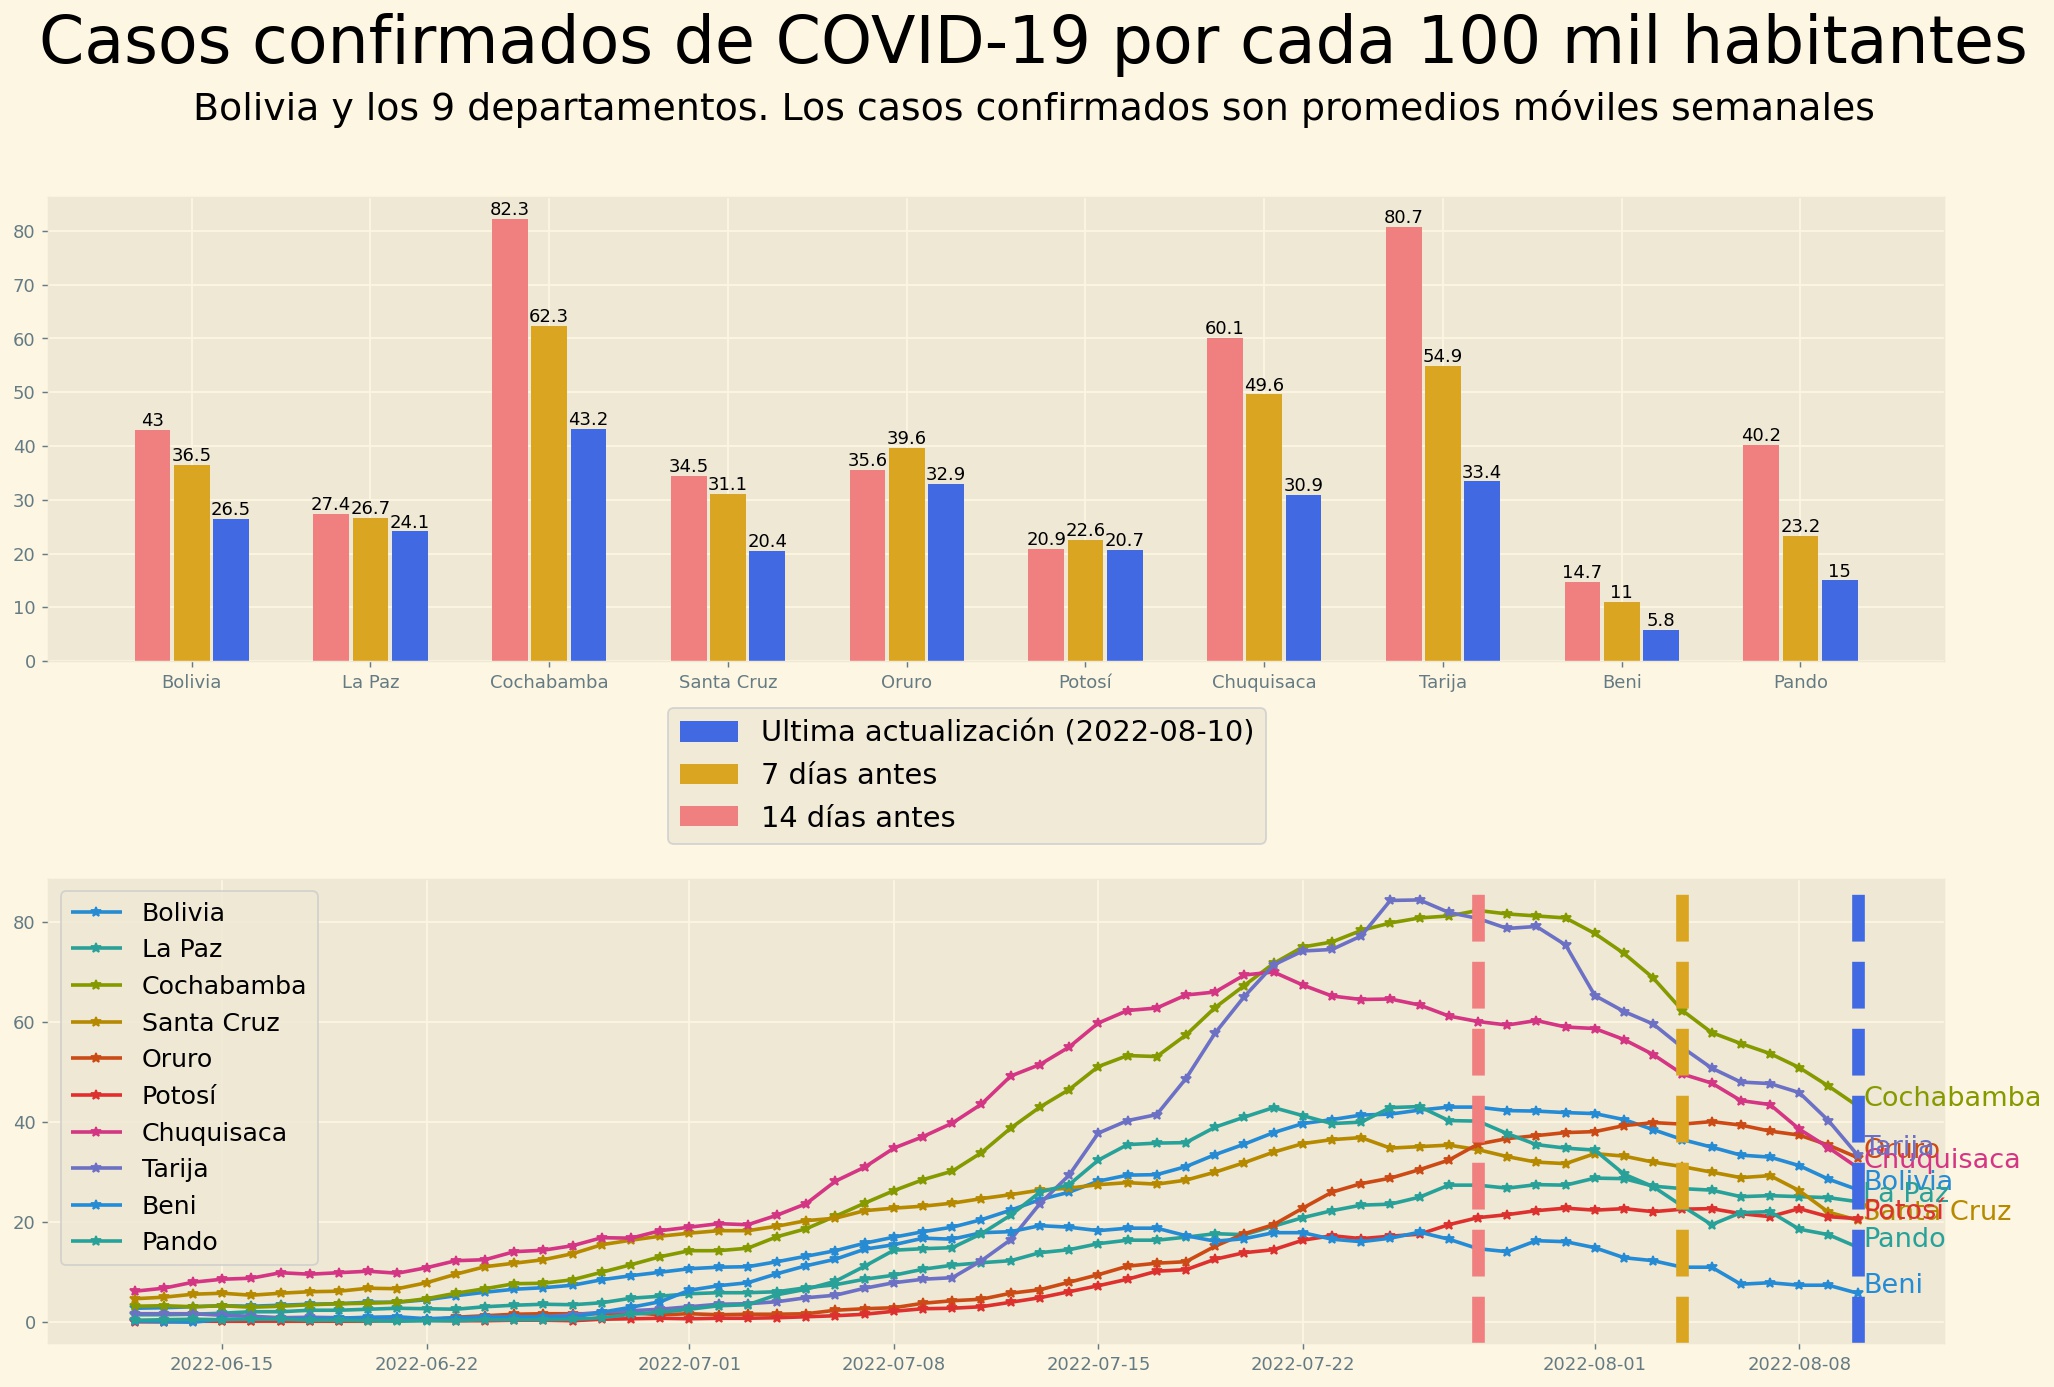 Casos confirmados de COVID-19 por cada 100 mil habitantes
Bolivia y los 9 departamentos. Los casos confirmados son promedios móviles semanales
80
70
60
50
40
30
20
10
0
43
36.5
26.5
27.4
26.7
24.1
82.3
62.3
43.2
34.5
31.1
20.4
35.6
39.6
32.9
20.9
22.6
20.7
60.1
49.6
30.9
80.7
54.9
33.4
14.7
11
5.8
40.2
23.2
15
Bolivia
La Paz
Cochabamba
Santa Cruz
Oruro
Potosí
Chuquisaca
Tarija
Beni
Pando
Ultima actualización (2022-08-10)
7 días antes
14 días antes
80
60
40
20
0
Bolivia
La Paz
Cochabamba
Santa Cruz
Oruro
Potosí
Chuquisaca
Tarija
Beni
Pando
Cochabamba
Tarija
Oruro
Chuquisaca
Bolivia
La Paz
Potosí
Santa Cruz
Pando
Beni
2022-06-15
2022-06-22
2022-07-01
2022-07-08
2022-07-15
2022-07-22
2022-08-01
2022-08-08